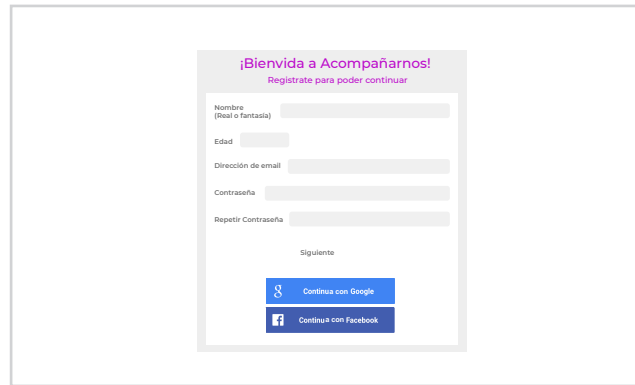 ¡Bienvida a Acompañarnos!
Registrate para poder continuar
Nombre
(Real o fantasía)
Edad
Dirección de email
Contraseña
Repetir Contraseña
Siguiente
Continua con Google
Continua con Facebook